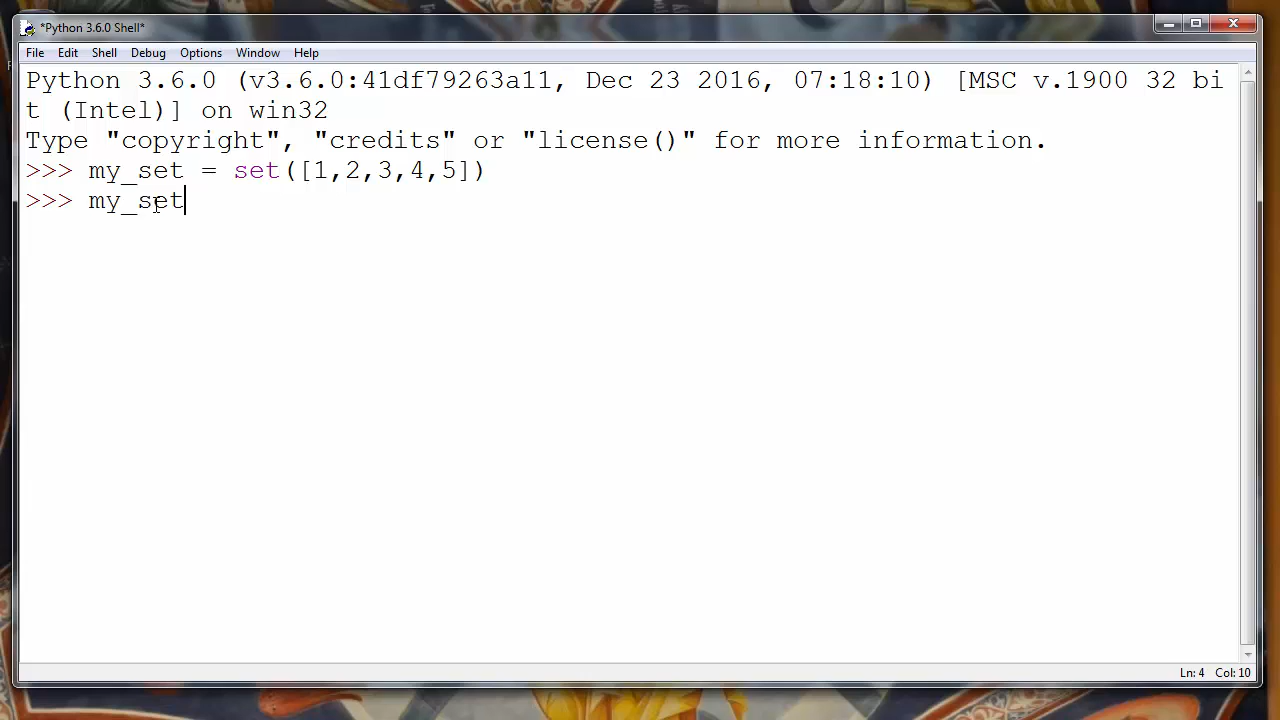 *Python 3.6.0 Shell*
File Edit Shell Debug Options Window Help
Python 3.6.0 (v3.6.0:41df79263a11, Dec 23 2016, 07:18:10) [MSC v.1900 32 bi
t (Intel)] on win32
Type "copyright", "credits" or "license()" for more information.
>>> my_set = set([1,2,3,4,5])
>>> my_set
Ln: 4 Col: 10